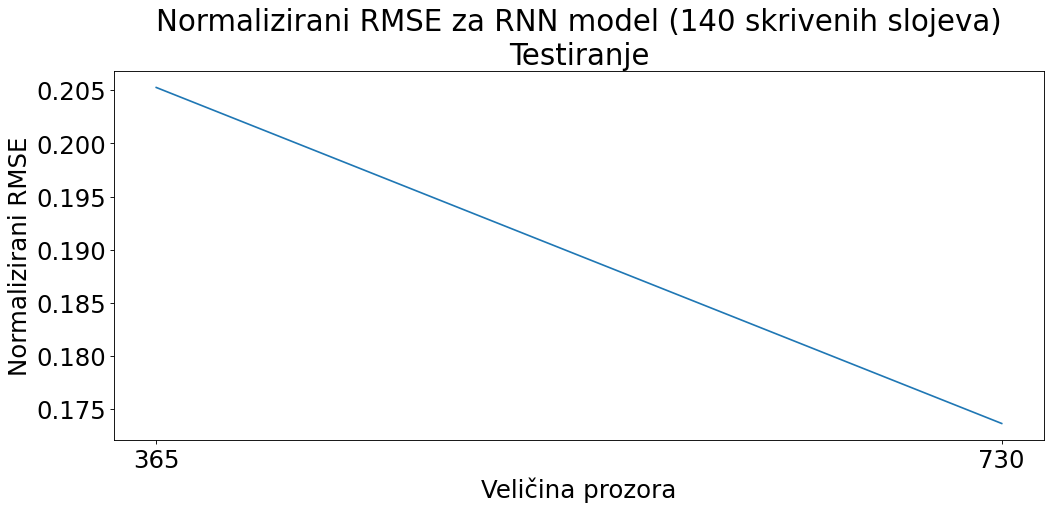 Normalizirani RMSE za RNN model (140 skrivenih slojeva)
Testiranje
Normalizirani RMSE
0.205
0.200
0.195
0.190
0.185
0.180
0.175
365
730
Veličina prozora